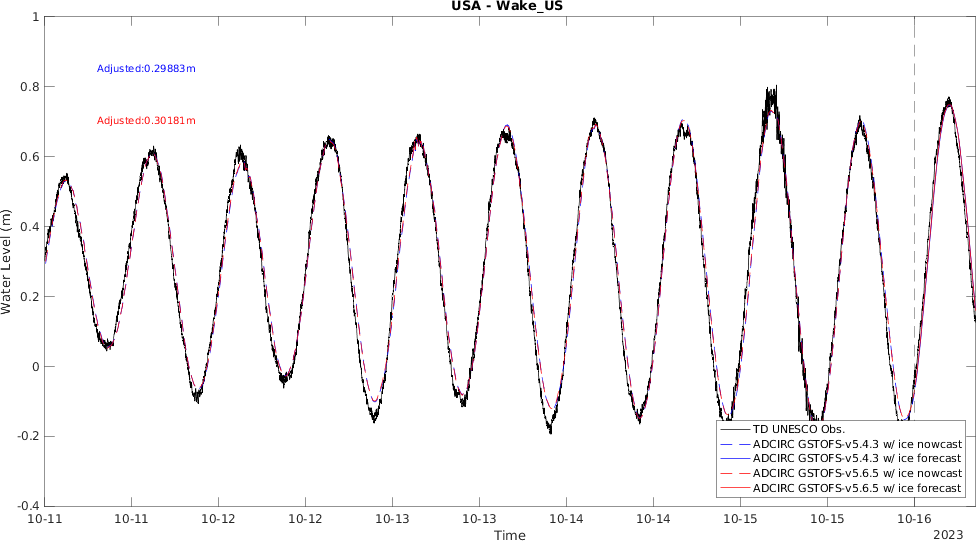 USA - Wake_US
1
0.8
0.6
0.4
0.2
0
-0.2
-0.4
Water Level (m)
Adjusted:0.29883m
Adjusted:0.30181m
TD UNESCO Obs.
ADCIRC GSTOFS-v5.4.3 w/ ice nowcast
ADCIRC GSTOFS-v5.4.3 w/ ice forecast
ADCIRC GSTOFS-v5.6.5 w/ ice nowcast
ADCIRC GSTOFS-v5.6.5 w/ ice forecast
10-11 10-11 10-12 10-12 10-13 10-13 10-14 10-14 10-15 10-15 10-16
Time
2023